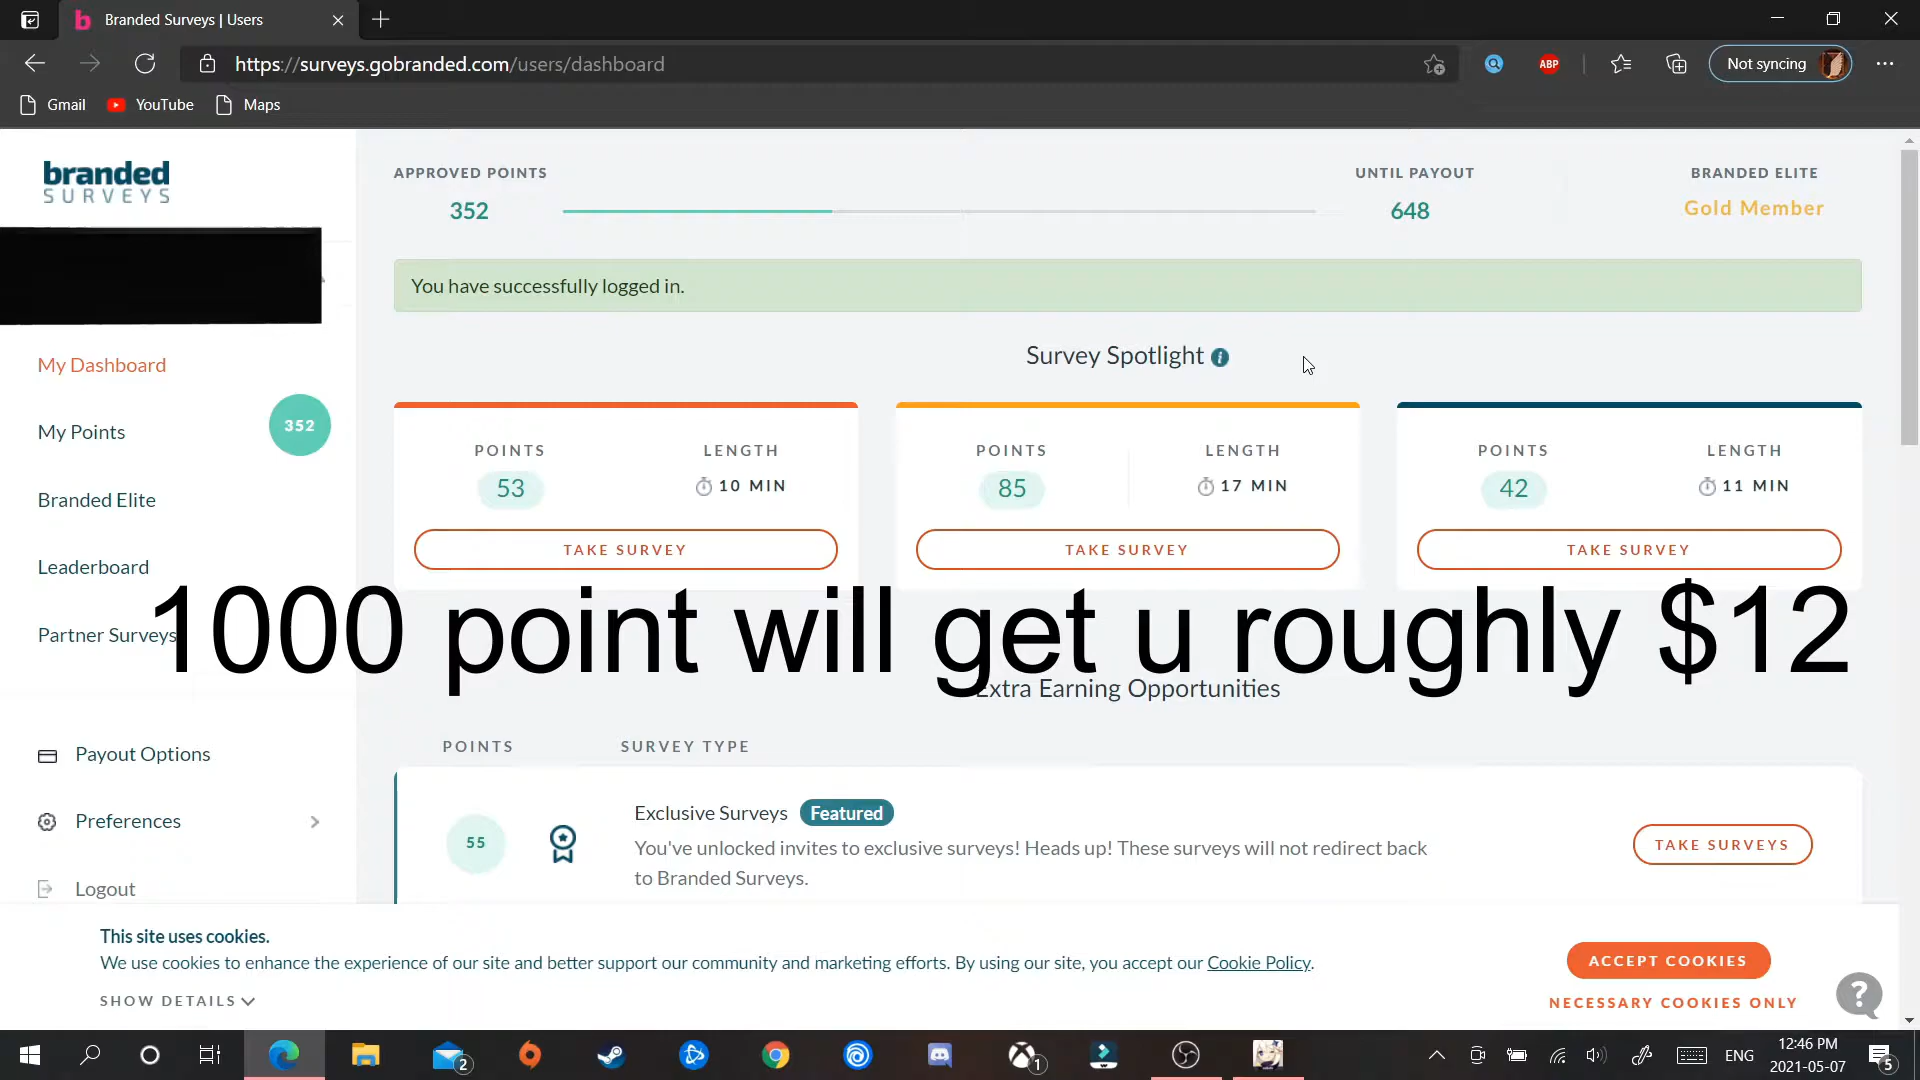 Branded Surveys | Users
https://surveys.gobranded.com/users/dashboard
ABP
Not syncing
Gmail
YouTube
Maps
branded
SURVEYS
APPROVED POINTS
352
UNTIL PAYOUT
648
BRANDED ELITE
Gold Member
You have successfully logged in.
My Dashboard
My Points
352
Branded Elite
Leaderboard
Partner Surveys
Payout Options
Preferences
Logout
Survey Spotlight i
POINTS
53
LENGTH
10 MIN
TAKE SURVEY
POINTS
85
LENGTH
17 MIN
TAKE SURVEY
POINTS
42
LENGTH
11 MIN
TAKE SURVEY
1000 point will get u roughly $12
Extra Earning Opportunities
POINTS
SURVEY TYPE
55
Exclusive Surveys Featured
You've unlocked invites to exclusive surveys! Heads up! These surveys will not redirect back
to Branded Surveys.
TAKE SURVEYS
This site uses cookies.
We use cookies to enhance the experience of our site and better support our community and marketing efforts. By using our site, you accept our Cookie Policy.
SHOW DETAILS
ACCEPT COOKIES
NECESSARY COOKIES ONLY
?
2
1
ENG
12:46 PM
2021-05-07
5